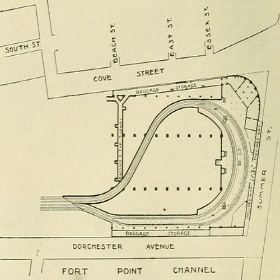 BEACH ST.
EAST ST.
ESSEX ST.
SOUTH ST.
COVE STREET
BAGGAGE STORAGE
SUMMER ST.
BAGGAGE STORAGE
DORCHESTER AVENUE
FORT POINT CHANNEL